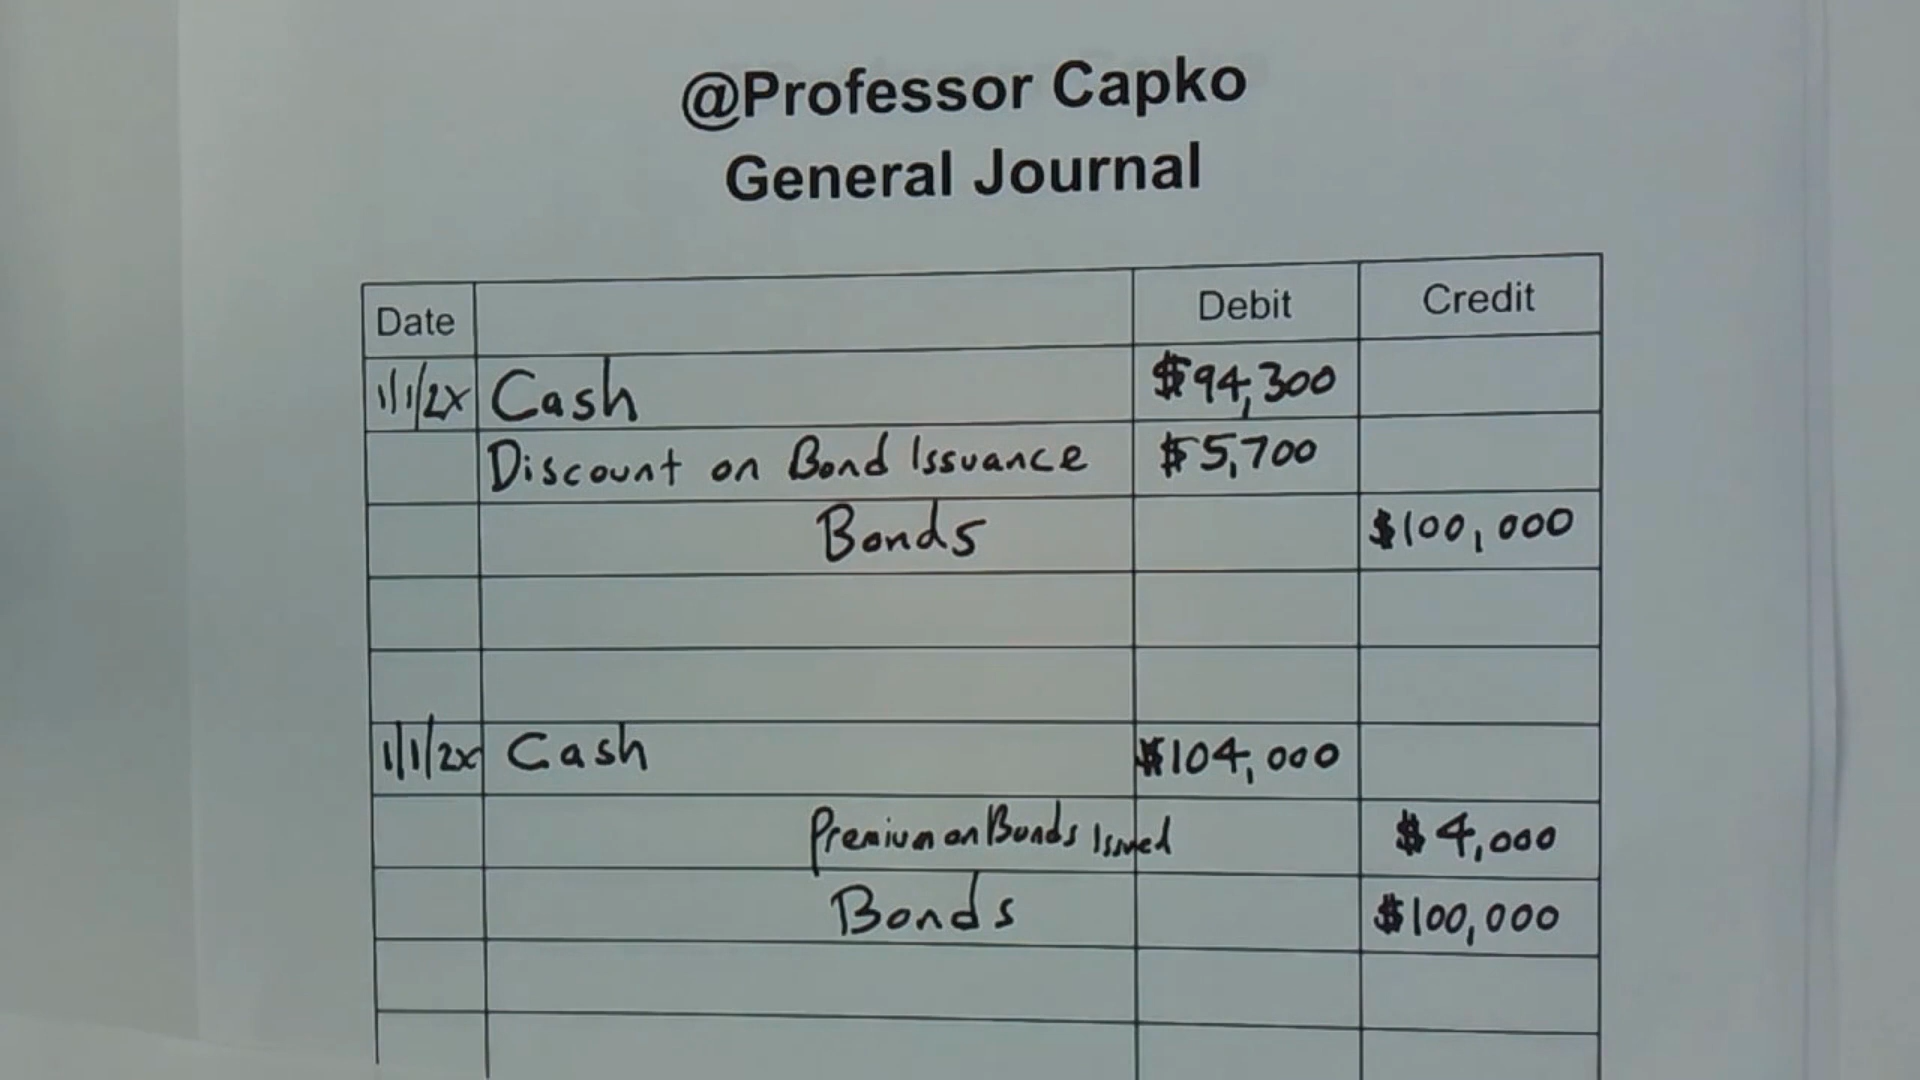 @Professor Capko
General Journal
Date Debit Credit
1/1/2x Cash $94,300
Discount on Bond Issuance $5,700
Bonds $100,000
1/1/2x Cash $104,000
Premium on Bonds Issued $4,000
Bonds $100,000